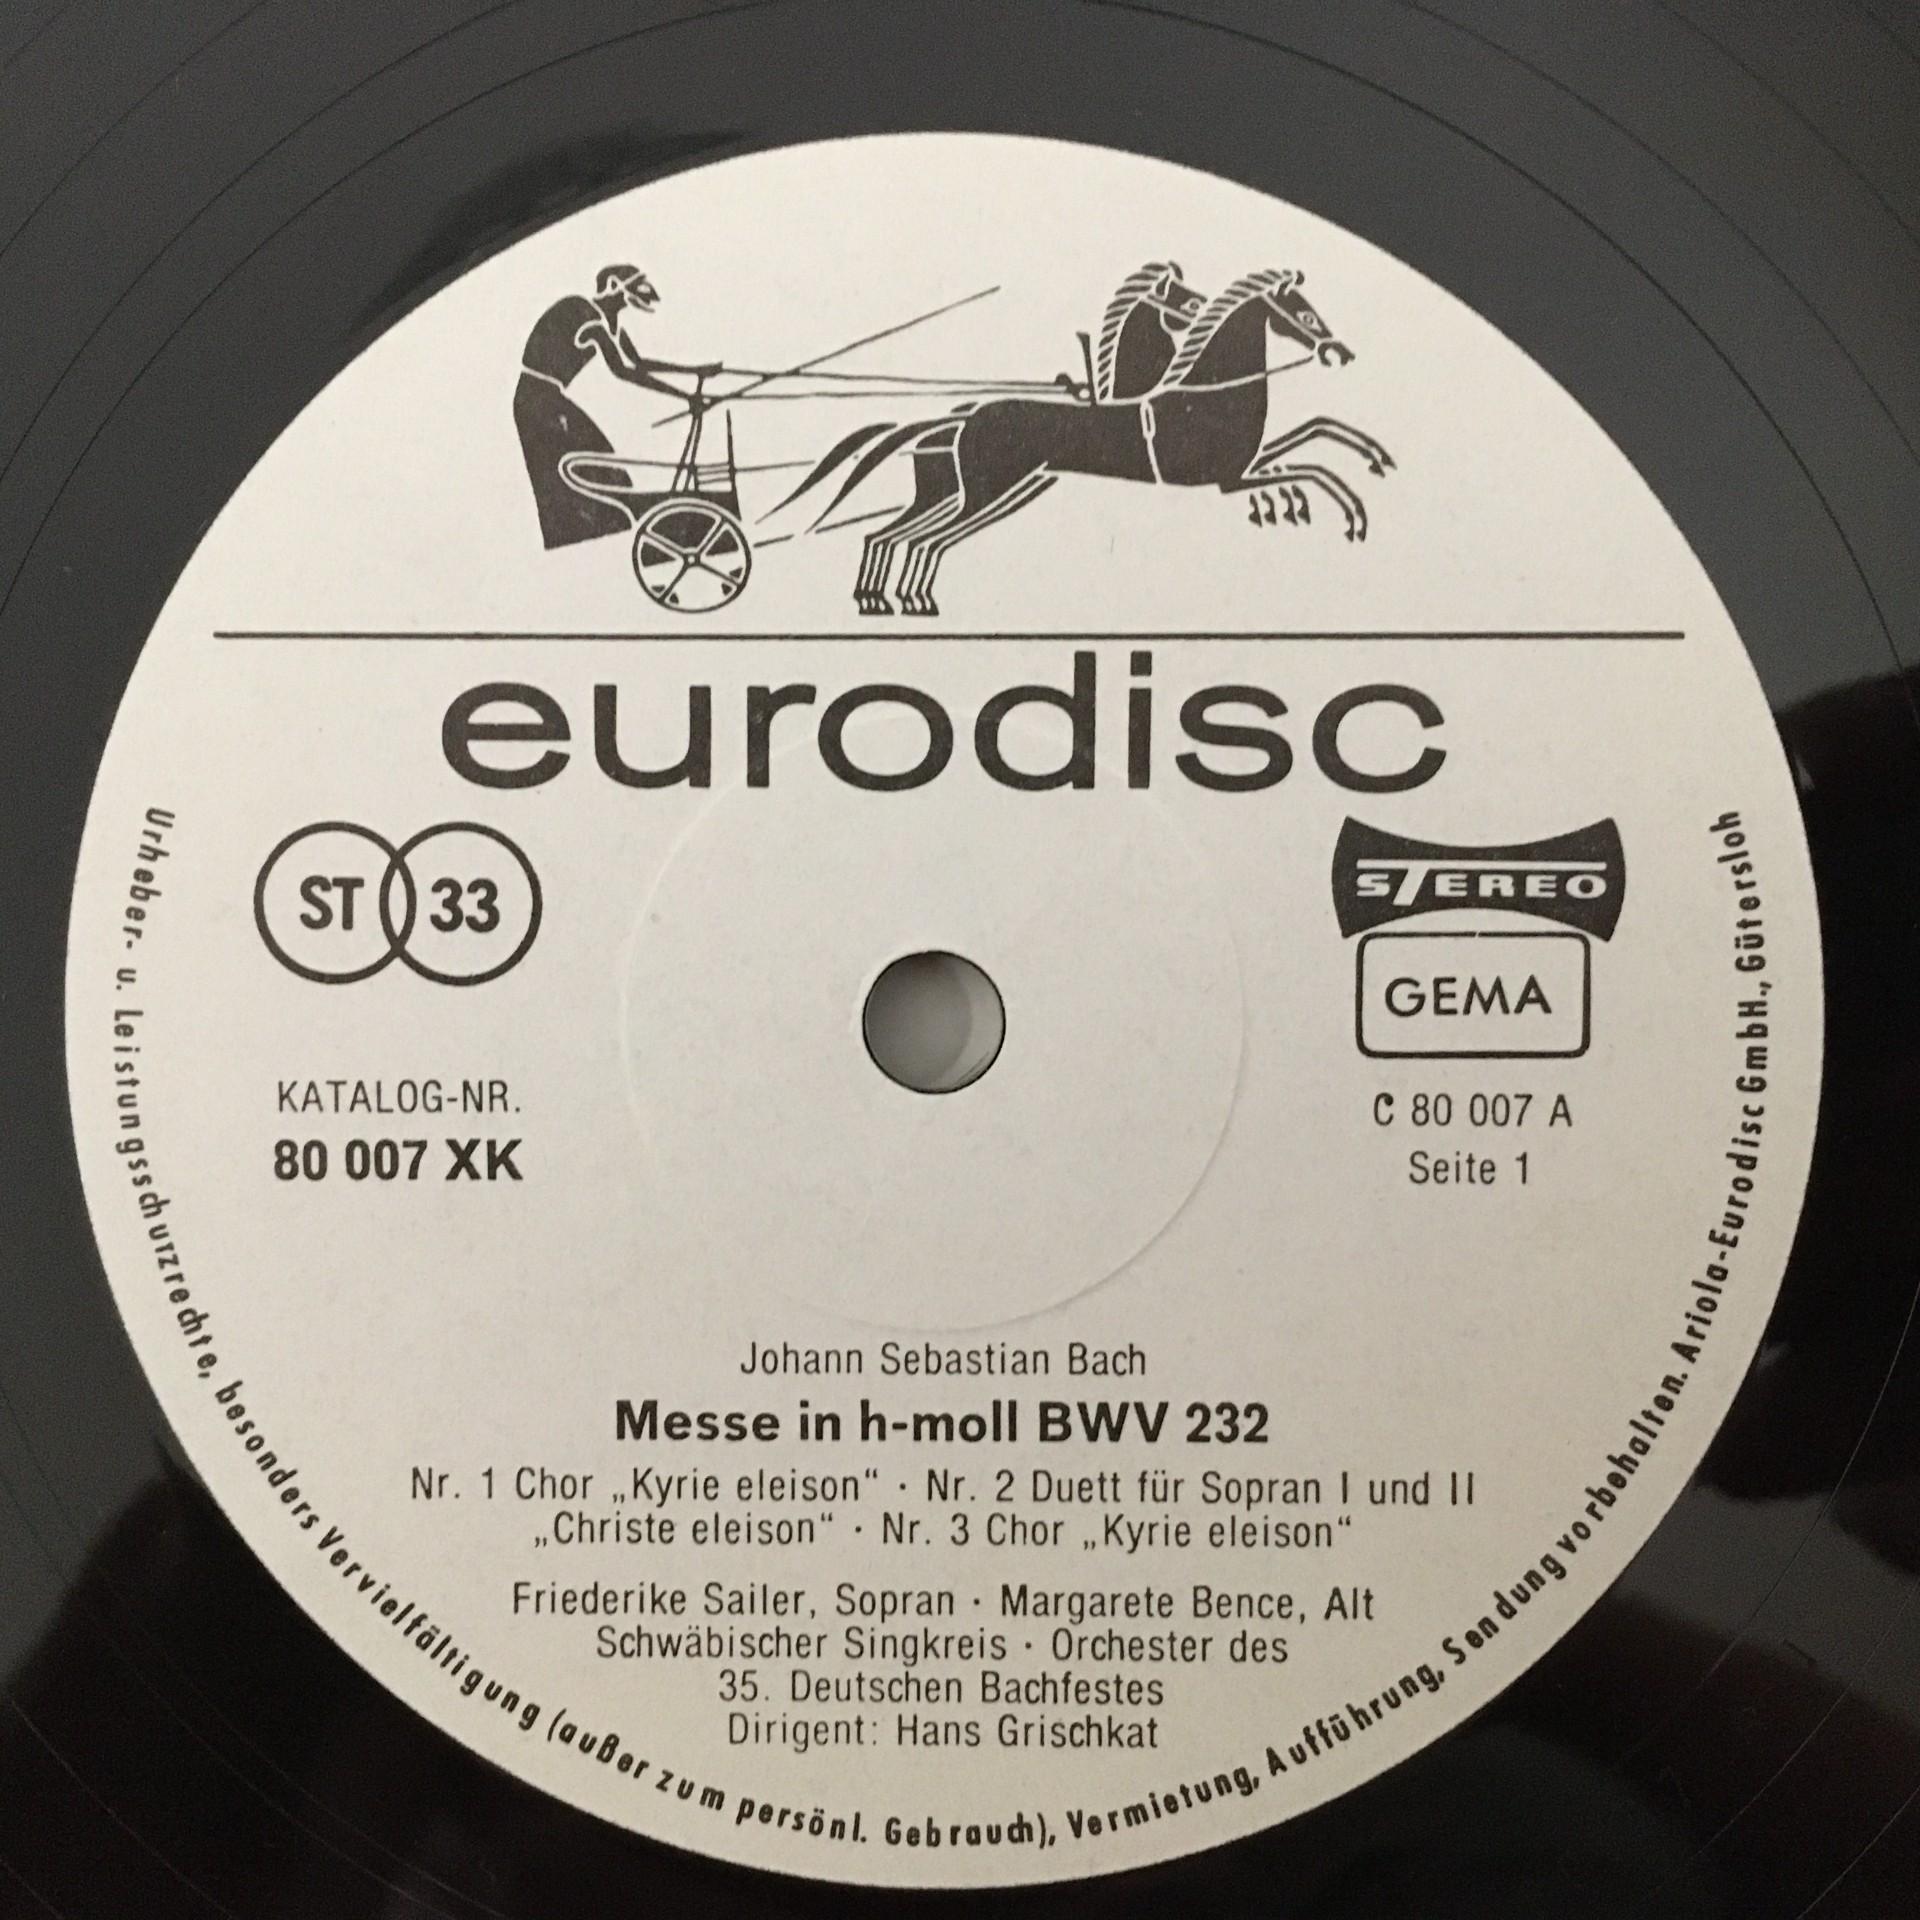 eurodisc
ST 33
STEREO
GEMA
KATALOG-NR.
80 007 XK
C 80 007 A
Seite 1
Johann Sebastian Bach
Messe in h-moll BWV 232
Nr. 1 Chor „Kyrie eleison“ · Nr. 2 Duett für Sopran I und II
„Christe eleison“ · Nr. 3 Chor „Kyrie eleison“
Friederike Sailer, Sopran · Margarete Bence, Alt
Schwäbischer Singkreis · Orchester des
35. Deutschen Bachfestes
Dirigent: Hans Grischkat
Urheber- u. Leistungsschutzrechte, besonders Vervielfältigung (außer zum persönl. Gebrauch), Vermietung, Aufführung, Sendung vorbehalten. Ariola-Eurodisc GmbH., Gütersloh